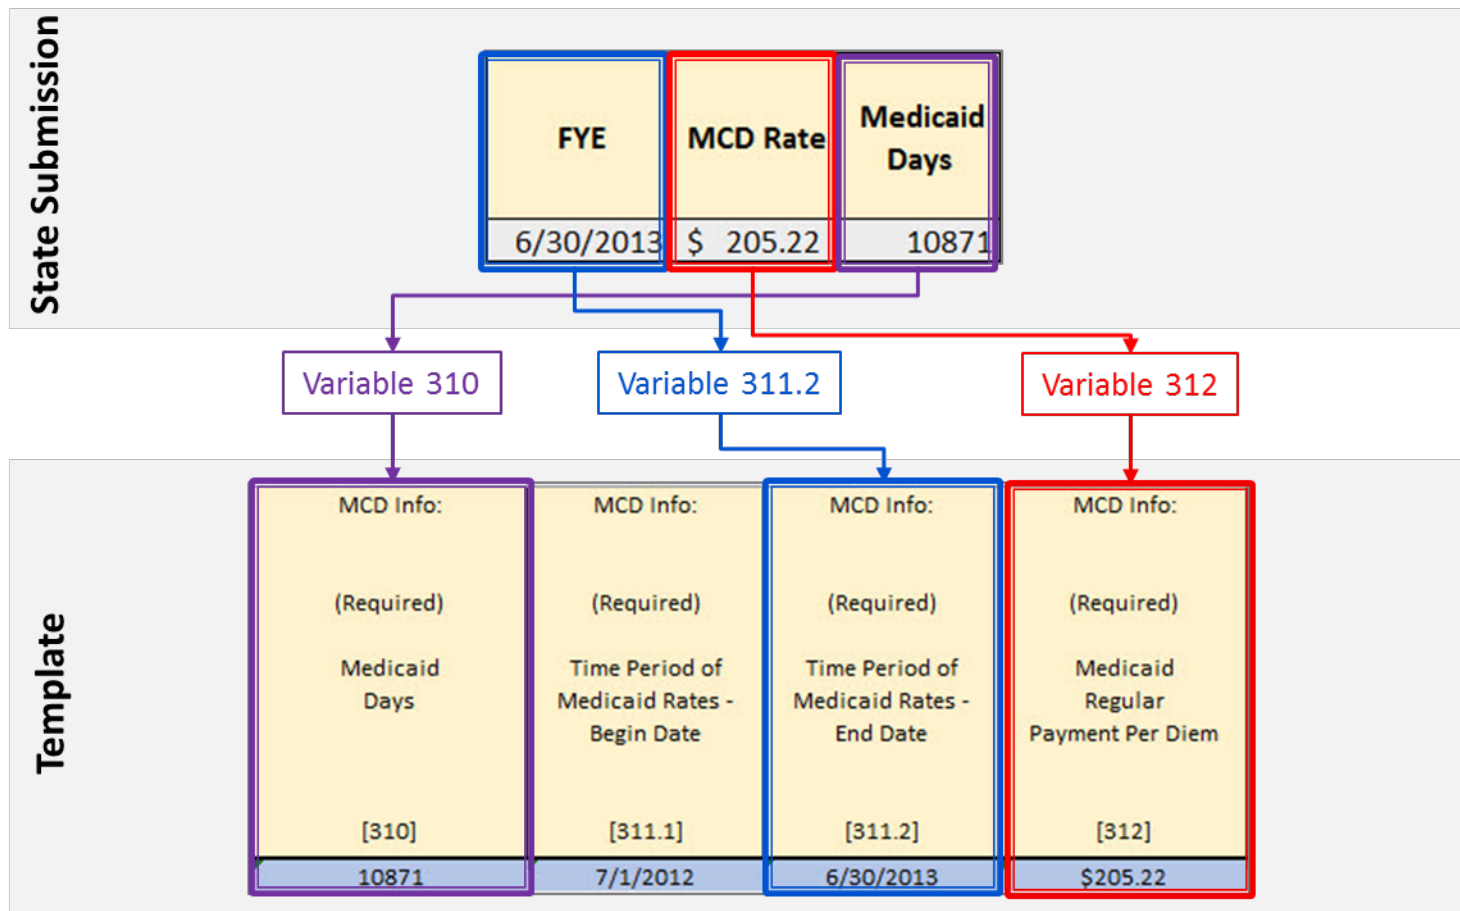 State Submission
FYE
MCD Rate
Medicaid
Days
6/30/2013
$ 205.22
10871
Variable 310
Variable 311.2
Variable 312
Template
MCD Info:
(Required)
Medicaid
Days
[310]
10871
MCD Info:
(Required)
Time Period of
Medicaid Rates -
Begin Date
[311.1]
7/1/2012
MCD Info:
(Required)
Time Period of
Medicaid Rates -
End Date
[311.2]
6/30/2013
MCD Info:
(Required)
Medicaid
Regular
Payment Per Diem
[312]
$205.22